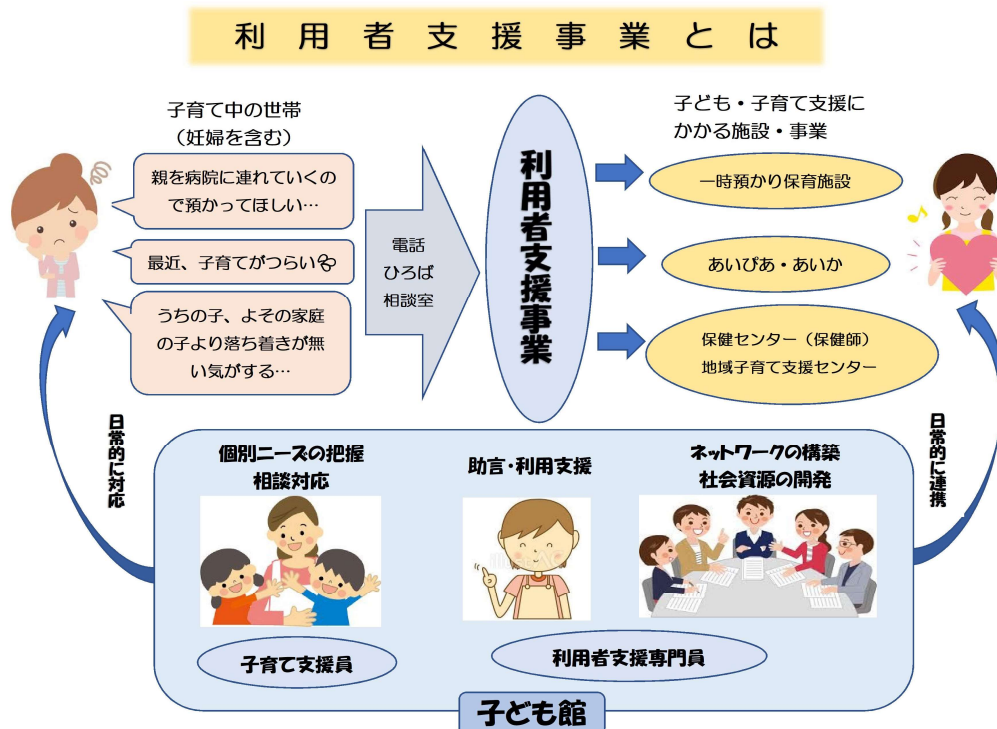 利用者支援事業とは
子育て中の世帯
（妊婦を含む）
親を病院に連れていくの
で預かってほしい…
最近、子育てがつらい
うちの子、よその家庭
の子より落ち着きが無
い気がする…
電話
ひろば
相談室
利用者支援事業
子ども・子育て支援に
かかる施設・事業
一時預かり保育施設
あいぴあ・あいか
保健センター（保健師）
地域子育て支援センター
日常的に対応
日常的に連携
個別ニーズの把握
相談対応
助言・利用支援
ネットワークの構築
社会資源の開発
子育て支援員
利用者支援専門員
子ども館